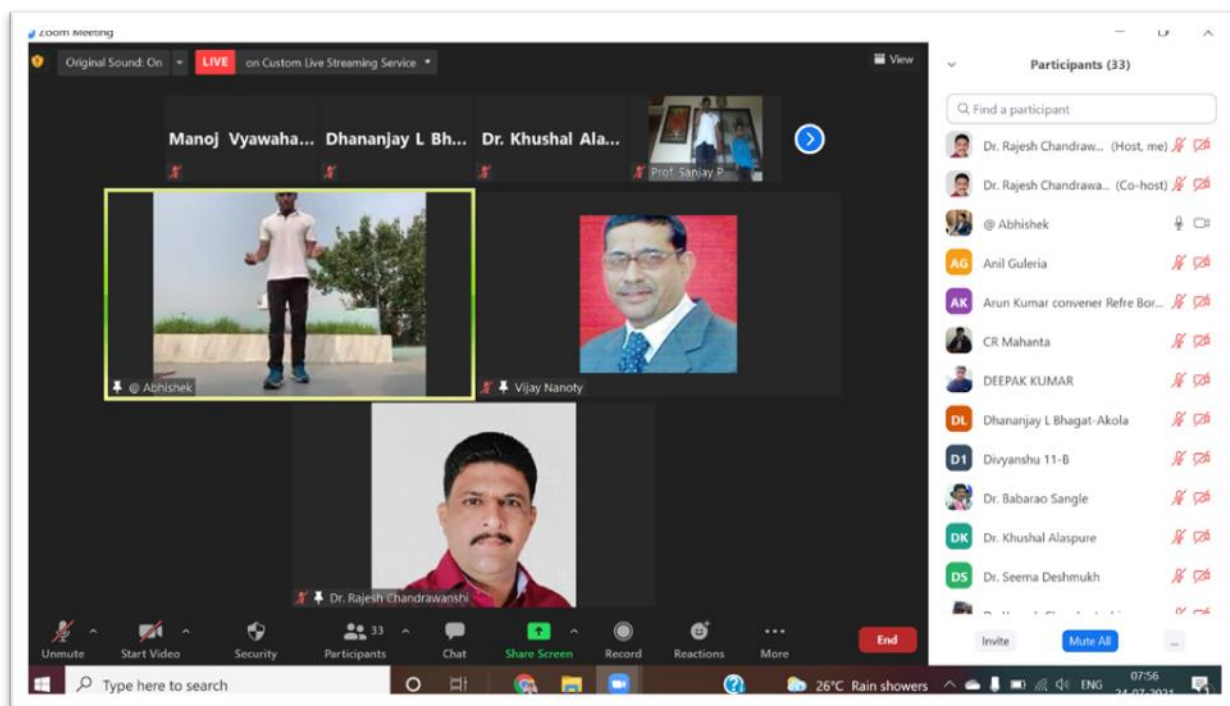 Zoom Meeting
Original Sound: On
LIVE on Custom Live Streaming Service
View
Manoj Vyawaha...
Dhananjay L Bh...
Dr. Khushal Ala...
Prof. Sanjay P
@ Abhishek
Vijay Nanoty
Dr. Rajesh Chandrawanshi
Unmute
Start Video
Security
33
Participants
Chat
Share Screen
Record
Reactions
More
End
Participants (33)
Find a participant
Dr. Rajesh Chandraw... (Host, me)
Dr. Rajesh Chandrawa... (Co-host)
@ Abhishek
AG Anil Guleria
AK Arun Kumar convener Refre Bor...
CR Mahanta
DEEPAK KUMAR
DL Dhananjay L Bhagat-Akola
D1 Divyanshu 11-B
Dr. Babarao Sangle
DK Dr. Khushal Alaspure
DS Dr. Seema Deshmukh
Invite
Mute All
...
Type here to search
26°C Rain showers
ENG
07:56
24-07-2021
1